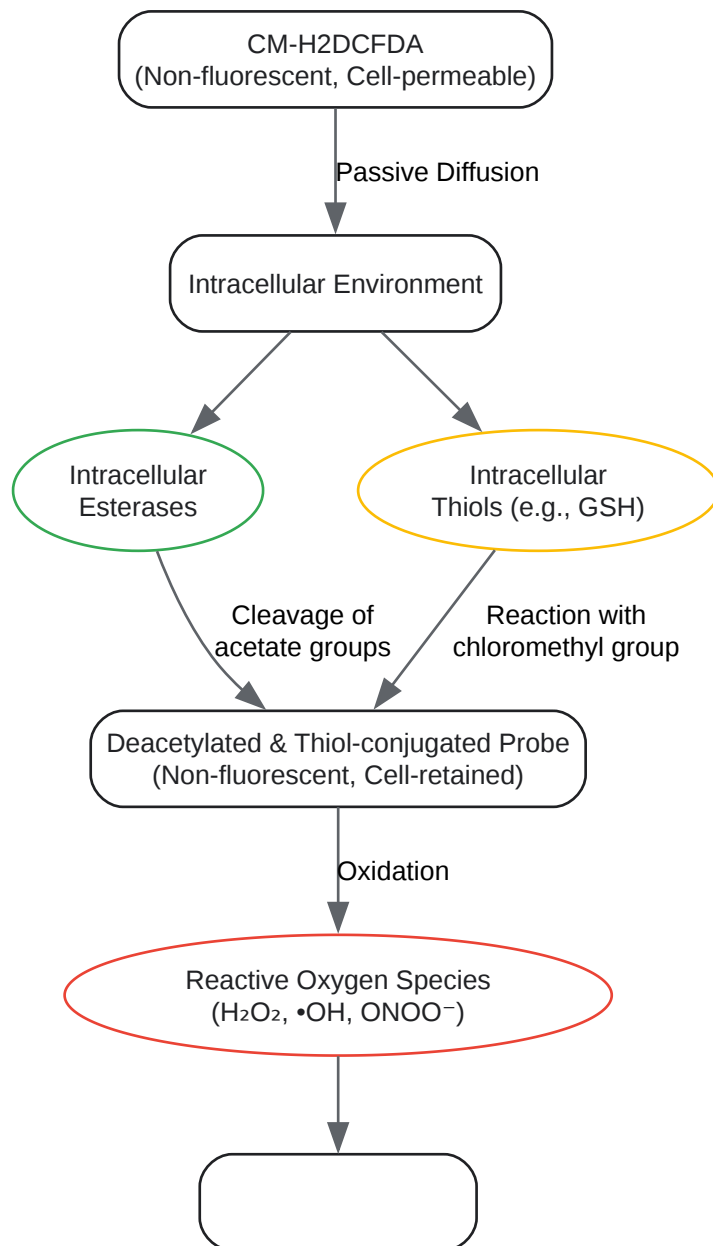 CM-H2DCFDA
(Non-fluorescent, Cell-permeable)
Passive Diffusion
Intracellular Environment
Intracellular
Esterases
Intracellular
Thiols (e.g., GSH)
Cleavage of
acetate groups
Reaction with
chloromethyl group
Deacetylated & Thiol-conjugated Probe
(Non-fluorescent, Cell-retained)
Oxidation
Reactive Oxygen Species
(H₂O₂, •OH, ONOO⁻)